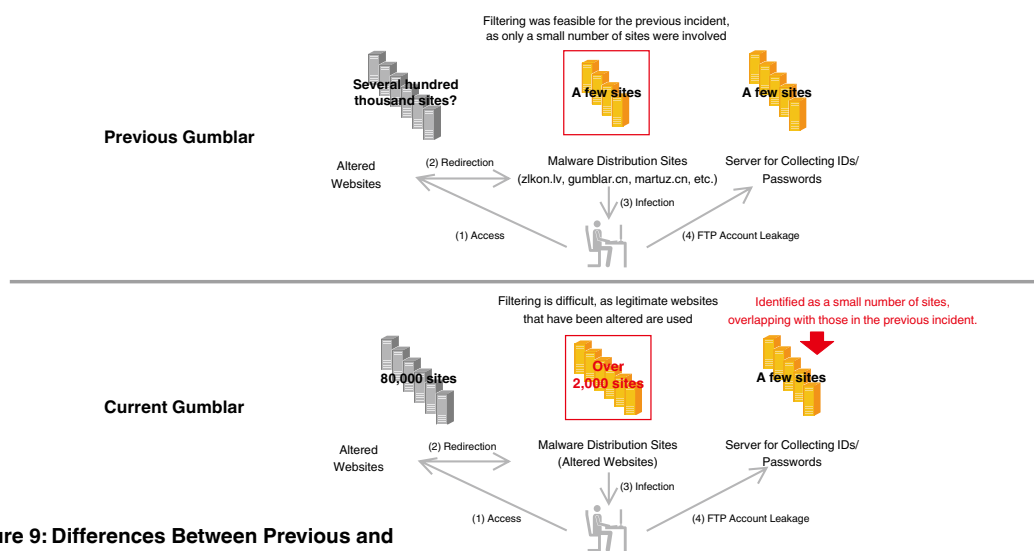 Filtering was feasible for the previous incident,
as only a small number of sites were involved
Several hundred
thousand sites?
A few sites
A few sites
Previous Gumblar
Altered
Websites
(2) Redirection
Malware Distribution Sites
(zlkon.lv, gumblar.cn, martuz.cn, etc.)
Server for Collecting IDs/
Passwords
(3) Infection
(1) Access
(4) FTP Account Leakage
Filtering is difficult, as legitimate websites
that have been altered are used
Identified as a small number of sites,
overlapping with those in the previous incident.
80,000 sites
Over
2,000 sites
A few sites
Current Gumblar
Altered
Websites
(2) Redirection
Malware Distribution Sites
(Altered Websites)
Server for Collecting IDs/
Passwords
(3) Infection
(1) Access
(4) FTP Account Leakage
ure 9: Differences Between Previous and